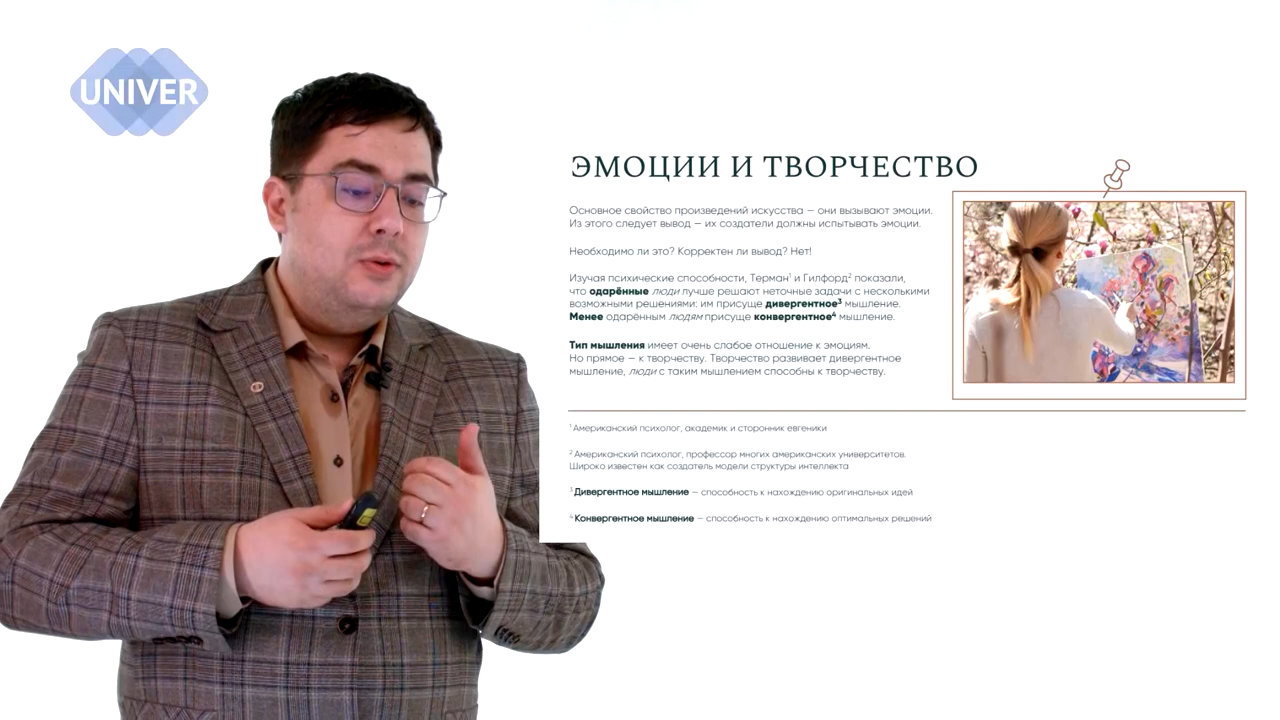 UNIVER
ЭМОЦИИ И ТВОРЧЕСТВО
Основное свойство произведений искусства — они вызывают эмоции.
Из этого следует вывод — их создатели должны испытывать эмоции.
Необходимо ли это? Корректен ли вывод? Нет!
Изучая психические способности, Терман¹ и Гилфорд² показали,
что одарённые люди лучше решают неточные задачи с несколькими
возможными решениями: им присуще дивергентное³ мышление.
Менее одарённым людям присуще конвергентное⁴ мышление.
Тип мышления имеет очень слабое отношение к эмоциям.
Но прямое — к творчеству. Творчество развивает дивергентное
мышление, люди с таким мышлением способны к творчеству.
¹ Американский психолог, академик и сторонник евгеники
² Американский психолог, профессор многих американских университетов.
Широко известен как создатель модели структуры интеллекта
³ Дивергентное мышление — способность к нахождению оригинальных идей
⁴ Конвергентное мышление — способность к нахождению оптимальных решений